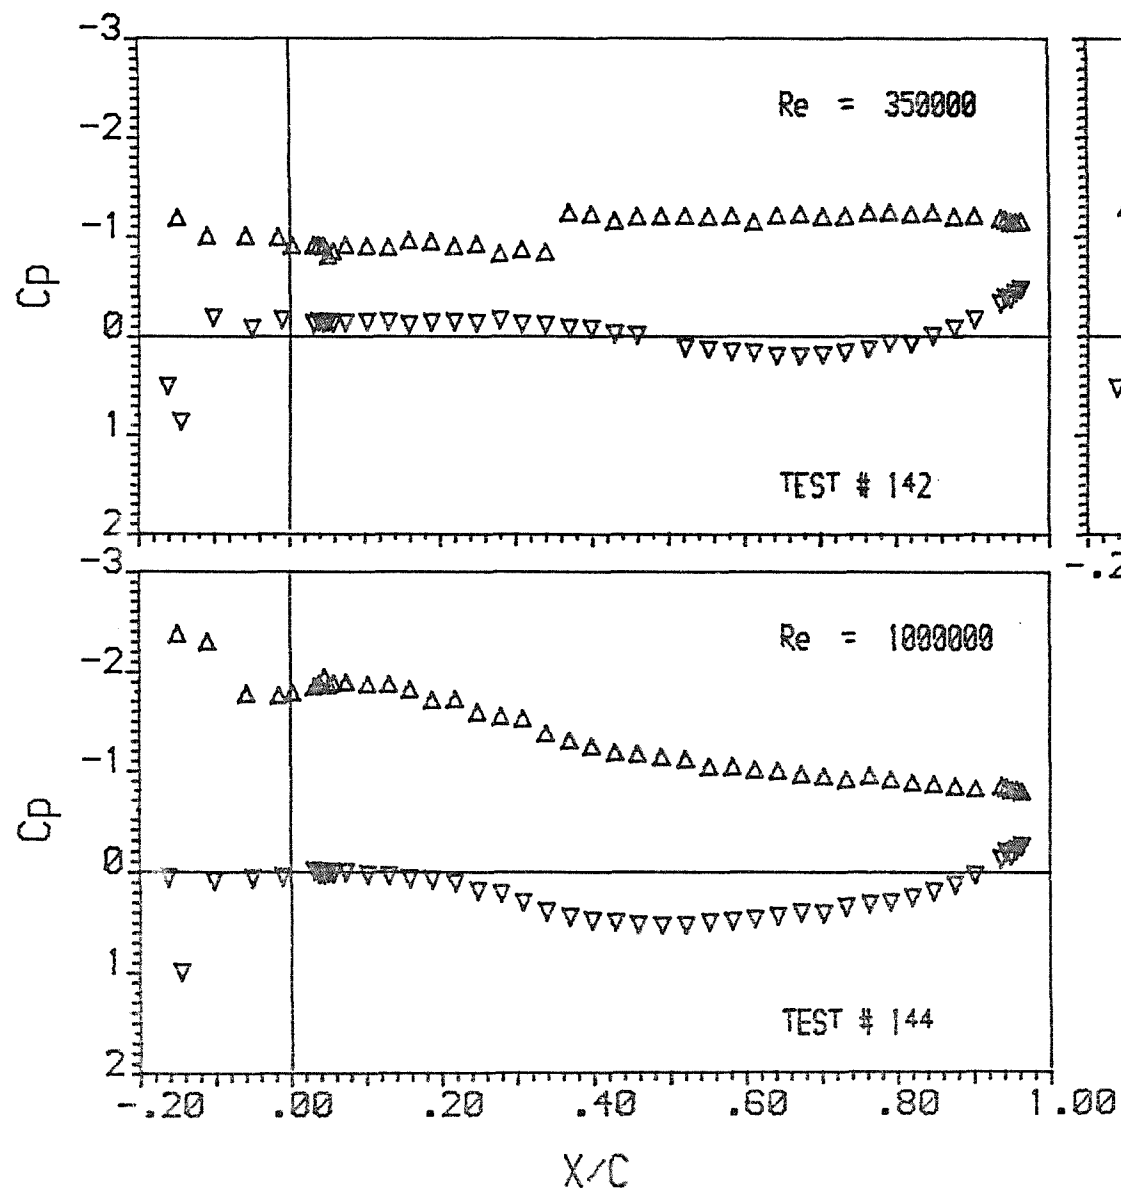 -3
Re = 350000
-2
-1
Cp
0
1
TEST # 142
2
-3
-.2
Re = 1000000
-2
-1
Cp
0
1
TEST # 144
2
-.20 .00 .20 .40 .60 .80 1.00
X/C